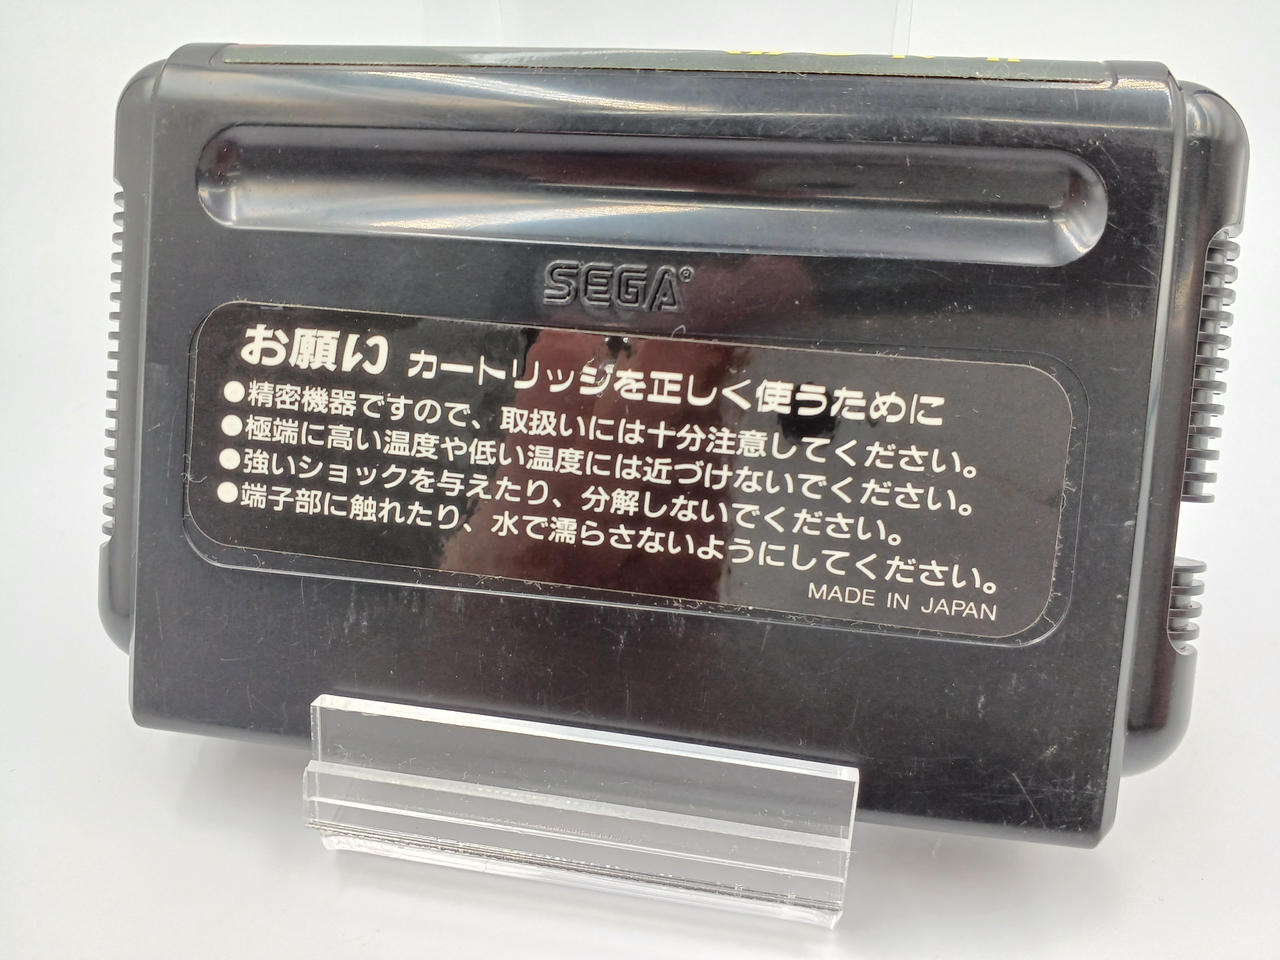 SEGA®
お願い カートリッジを正しく使うために
●精密機器ですので、取扱いには十分注意してください。
●極端に高い温度や低い温度には近づけないでください。
●強いショックを与えたり、分解しないでください。
●端子部に触れたり、水で濡らさないようにしてください。
MADE IN JAPAN